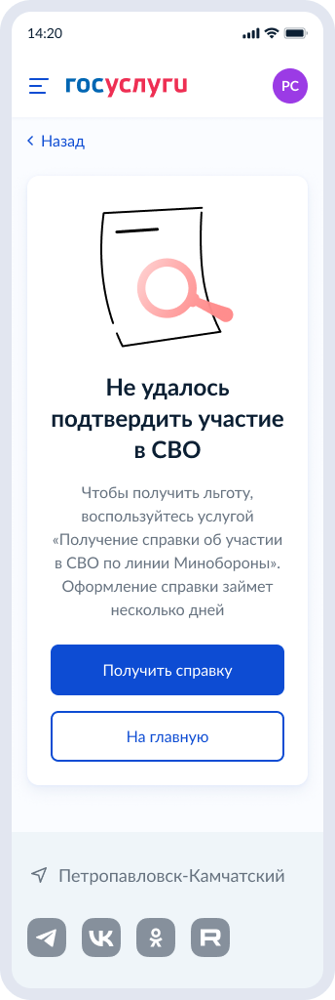 14:20
госуслуги
РС
Назад
Не удалось
подтвердить участие
в СВО
Чтобы получить льготу,
воспользуйтесь услугой
«Получение справки об участии
в СВО по линии Минобороны».
Оформление справки займет
несколько дней
Получить справку
На главную
Петропавловск-Камчатский